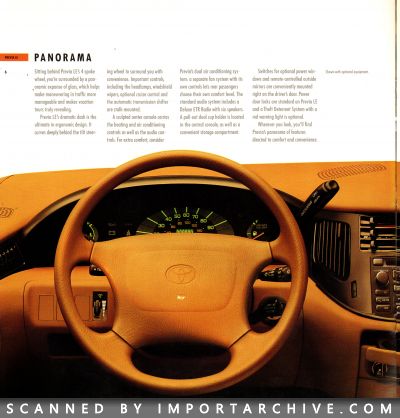 PREVIA
PANORAMA
6
Sitting behind Previa LE's 4-spoke
wheel, you're surrounded by a pan-
oramic expanse of glass, which helps
make maneuvering in traffic more
manageable and makes vacation
tours truly revealing.
Previa LE's dramatic dash is the
ultimate in ergonomic design. It
curves deeply behind the tilt steer-
ing wheel to surround you with
convenience. Important controls,
including the headlamps, windshield
wipers, optional cruise control and
the automatic transmission shifter
are stalk-mounted.
A sculpted center console across
the heating and air conditioning
controls as well as the audio con-
trols. For extra comfort, consider
Previa's dual air conditioning sys-
tem: a separate fan system with its
own controls lets rear passengers
choose their own comfort level. The
standard audio system includes a
Deluxe ETR Radio with six speakers.
A pull-out dual cup holder is located
in the central console, as well as a
convenient storage compartment.
Switches for optional power win-
dows and remote-controlled outside
mirrors are conveniently mounted
right on the driver's door. Power
door locks are standard on Previa LE
and a Theft Deterrent System with a
red warning light is optional.
Wherever you look, you'll find
Previa's panorama of features
directed to comfort and convenience.
Shown with optional equipment.
SCANNED BY IMPORTARCHIVE.COM